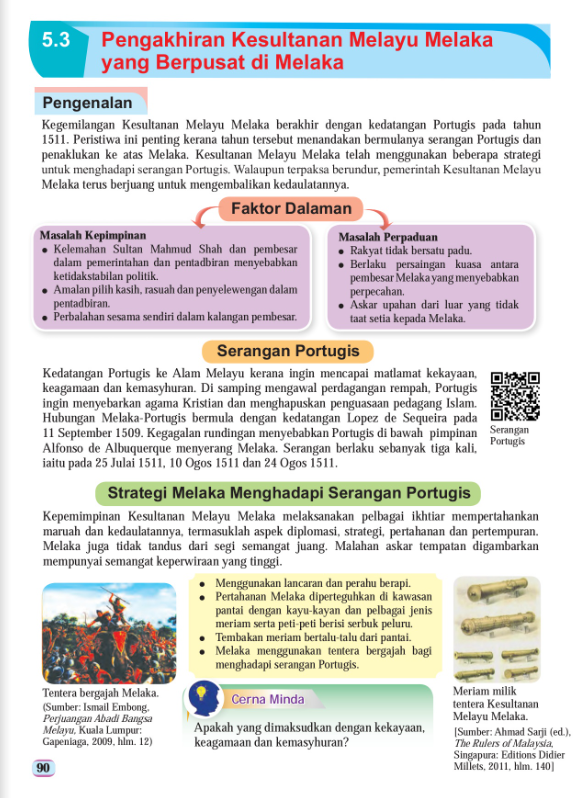 5.3
Pengakhiran Kesultanan Melayu Melaka
yang Berpusat di Melaka
Pengenalan
Kegemilangan Kesultanan Melayu Melaka berakhir dengan kedatangan Portugis pada tahun
1511. Peristiwa ini penting kerana tahun tersebut menandakan bermulanya serangan Portugis dan
penaklukan ke atas Melaka. Kesultanan Melayu Melaka telah menggunakan beberapa strategi
untuk menghadapi serangan Portugis. Walaupun terpaksa berundur, pemerintah Kesultanan Melayu
Melaka terus berjuang untuk mengembalikan kedaulatannya.
Faktor Dalaman
Masalah Kepimpinan
● Kelemahan Sultan Mahmud Shah dan pembesar
dalam pemerintahan dan pentadbiran menyebabkan
ketidakstabilan politik.
● Amalan pilih kasih, rasuah dan penyelewengan dalam
pentadbiran.
● Perbalahan sesama sendiri dalam kalangan pembesar.
Masalah Perpaduan
● Rakyat tidak bersatu padu.
● Berlaku persaingan kuasa antara
pembesar Melaka yang menyebabkan
perpecahan.
● Askar upahan dari luar yang tidak
taat setia kepada Melaka.
Serangan Portugis
Kedatangan Portugis ke Alam Melayu kerana ingin mencapai matlamat kekayaan,
keagamaan dan kemasyhuran. Di samping mengawal perdagangan rempah, Portugis
ingin menyebarkan agama Kristian dan menghapuskan penguasaan pedagang Islam.
Hubungan Melaka-Portugis bermula dengan kedatangan Lopez de Sequeira pada
11 September 1509. Kegagalan rundingan menyebabkan Portugis di bawah pimpinan
Alfonso de Albuquerque menyerang Melaka. Serangan berlaku sebanyak tiga kali,
iaitu pada 25 Julai 1511, 10 Ogos 1511 dan 24 Ogos 1511.
Serangan
Portugis
Strategi Melaka Menghadapi Serangan Portugis
Kepemimpinan Kesultanan Melayu Melaka melaksanakan pelbagai ikhtiar mempertahankan
maruah dan kedaulatannya, termasuklah aspek diplomasi, strategi, pertahanan dan pertempuran.
Melaka juga tidak tandus dari segi semangat juang. Malahan askar tempatan digambarkan
mempunyai semangat keperwiraan yang tinggi.
● Menggunakan lancaran dan perahu berapi.
● Pertahanan Melaka diperteguhkan di kawasan
pantai dengan kayu-kayan dan pelbagai jenis
meriam serta peti-peti berisi serbuk peluru.
● Tembakan meriam bertalu-talu dari pantai.
● Melaka menggunakan tentera bergajah bagi
menghadapi serangan Portugis.
Tentera bergajah Melaka.
(Sumber: Ismail Embong,
Perjuangan Abadi Bangsa
Melayu, Kuala Lumpur:
Gapeniaga, 2009, hlm. 12)
Cerna Minda
Apakah yang dimaksudkan dengan kekayaan,
keagamaan dan kemasyhuran?
Meriam milik
tentera Kesultanan
Melayu Melaka.
[Sumber: Ahmad Sarji (ed.),
The Rulers of Malaysia,
Singapura: Editions Didier
Millets, 2011, hlm. 140]
90